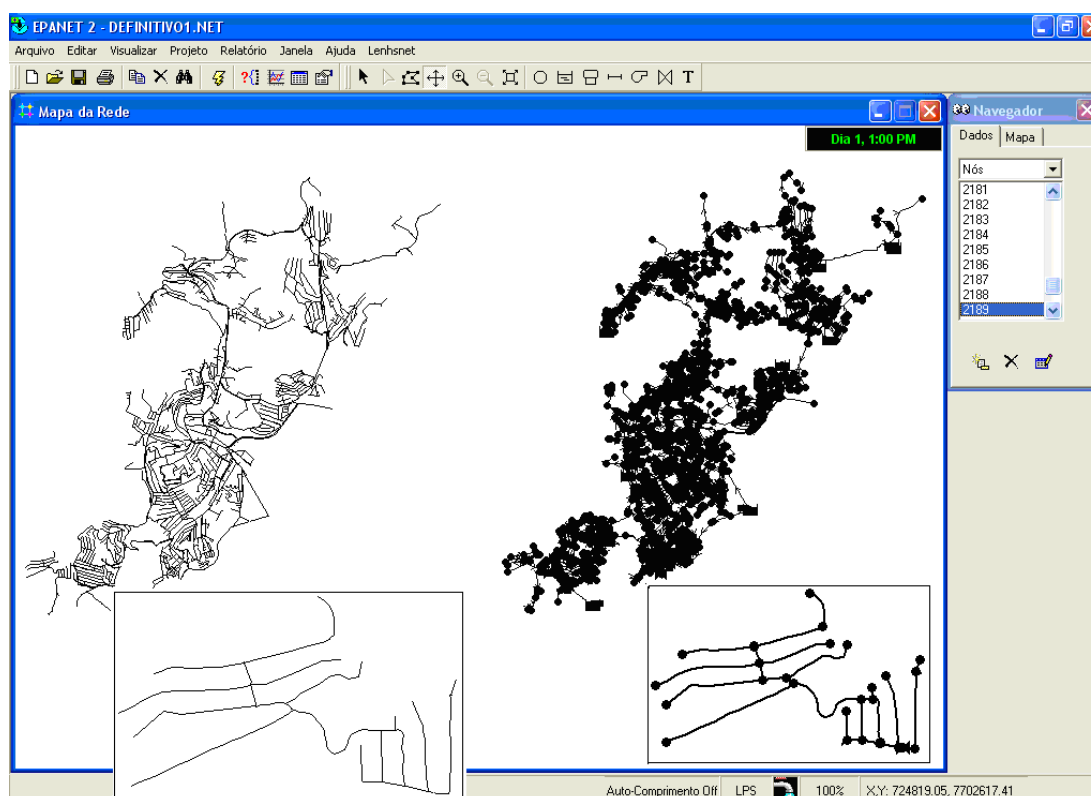 EPANET 2 - DEFINITIVO1.NET
Arquivo Editar Visualizar Projeto Relatório Janela Ajuda Lenhsnet
T
Mapa da Rede
Dia 1, 1:00 PM
Navegador
Dados Mapa
Nós
2181
2182
2183
2184
2185
2186
2187
2188
2189
Auto-Comprimento Off LPS 100% X,Y: 724819.05, 7702617.41